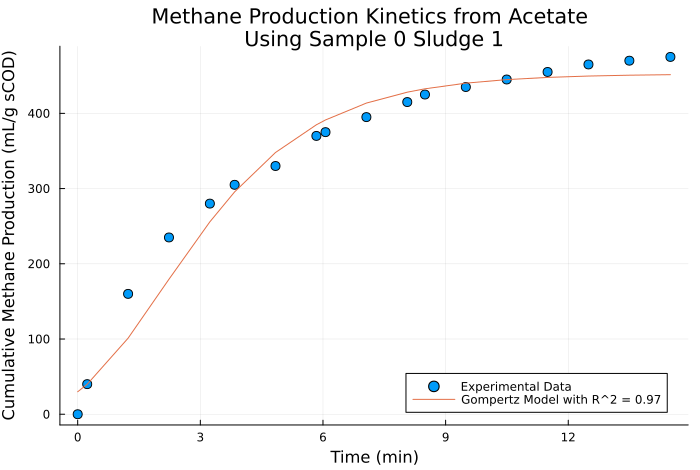 Methane Production Kinetics from Acetate
Using Sample 0 Sludge 1
Cumulative Methane Production (mL/g sCOD)
400
300
200
100
0
0 3 6 9 12
Time (min)
Experimental Data
Gompertz Model with R^2 = 0.97